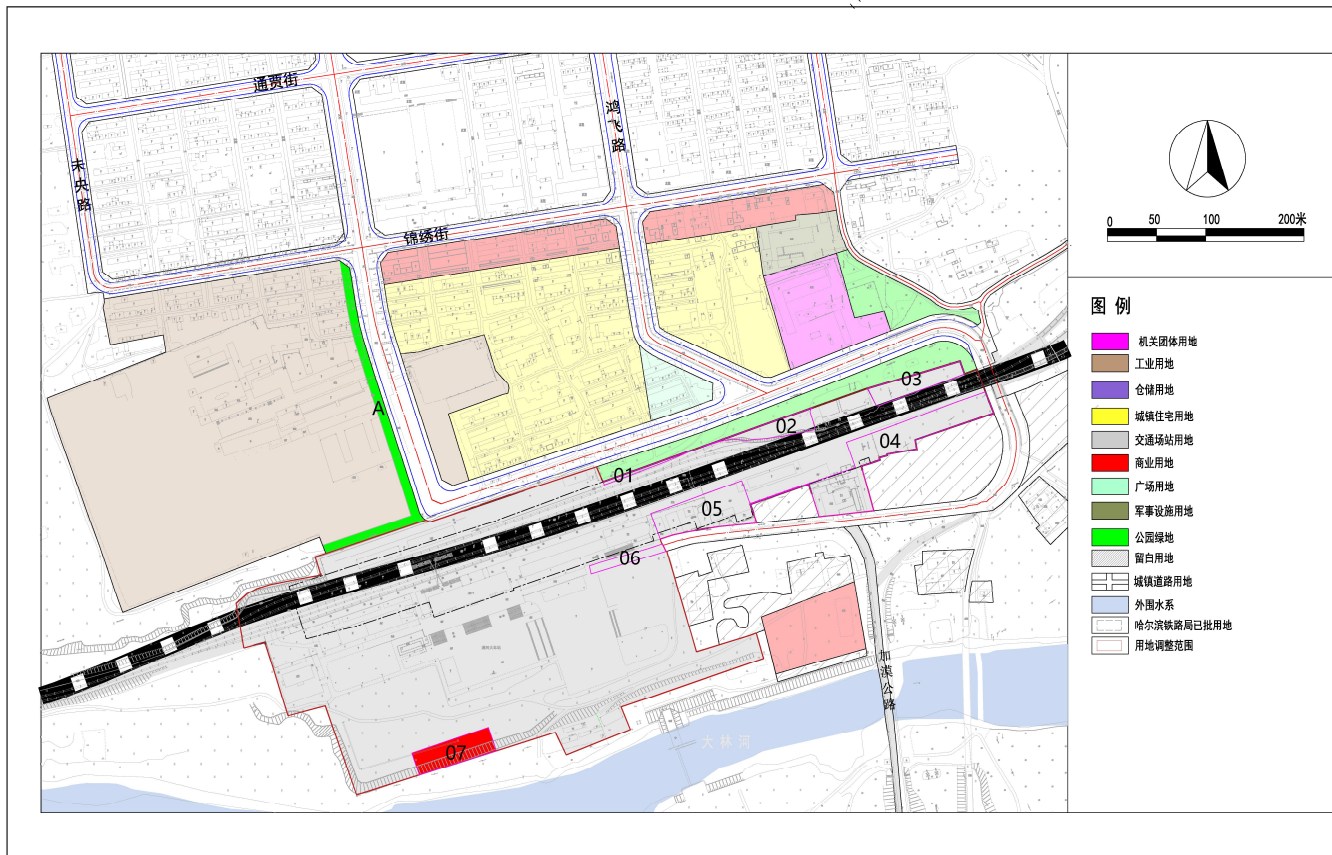 通贾街
鸿飞路
未央路
锦绣街
A
03
02
04
01
05
06
07
加漠公路
大林河
0 50 100 200米
图例
机关团体用地
工业用地
仓储用地
城镇住宅用地
交通场站用地
商业用地
广场用地
军事设施用地
公园绿地
留白用地
城镇道路用地
外围水系
哈尔滨铁路局已批用地
用地调整范围